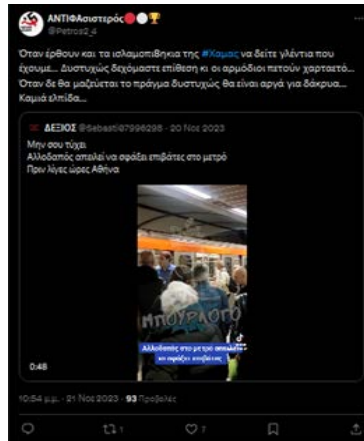 ΑΝΤΙΦΑσιστερός
@Petros2_4
Όταν έρθουν και τα ισλαμοπιθηκια της #Χαμας να δείτε γλέντια που
έχουμε... Δυστυχώς δεχόμαστε επίθεση κι οι αρμόδιοι πετούν χαρταετό...
Όταν δε θα μαζεύεται το πράγμα δυστυχώς θα είναι αργά για δάκρυα...
Καμιά ελπίδα...
ΔΕΞΙΟΣ @Sebasti67998298 · 20 Νοε 2023
Μην σου τύχει
Αλλοδαπός απειλεί να σφάξει επιβάτες στο μετρό
Πριν λίγες ώρες Αθήνα
ΜΠΟΥΡΛΟΤΟ
Αλλοδαπός στο μετρό απειλεί
να σφάξει επιβάτες
0:48
10:54 μ.μ. · 21 Νοε 2023 · 93 Προβολές
1
7